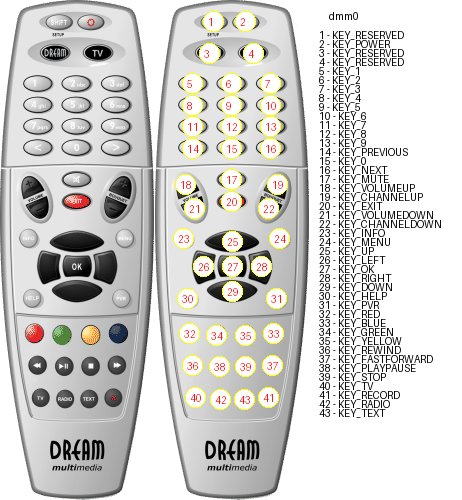 dmm0
SHIFT
1
2
SETUP
SETUP
DREAM
TV
3
4
1 - KEY_RESERVED
2 - KEY_POWER
3 - KEY_RESERVED
4 - KEY_RESERVED
5 - KEY_1
6 - KEY_2
7 - KEY_3
8 - KEY_4
9 - KEY_5
10 - KEY_6
11 - KEY_7
12 - KEY_8
13 - KEY_9
14 - KEY_PREVIOUS
15 - KEY_0
16 - KEY_NEXT
17 - KEY_MUTE
18 - KEY_VOLUMEUP
19 - KEY_CHANNELUP
20 - KEY_EXIT
21 - KEY_VOLUMEDOWN
22 - KEY_CHANNELDOWN
23 - KEY_INFO
24 - KEY_MENU
25 - KEY_UP
26 - KEY_LEFT
27 - KEY_OK
28 - KEY_RIGHT
29 - KEY_DOWN
30 - KEY_HELP
31 - KEY_PVR
32 - KEY_RED
33 - KEY_BLUE
34 - KEY_GREEN
35 - KEY_YELLOW
36 - KEY_REWIND
37 - KEY_FASTFORWARD
38 - KEY_PLAYPAUSE
39 - KEY_STOP
40 - KEY_TV
41 - KEY_RECORD
42 - KEY_RADIO
43 - KEY_TEXT
1 2 3
4 5 6
7 8 9
< 0 >
5 6 7
8 9 10
11 12 13
14 15 16
VOLUME
EXIT
17
18 19
20
21 22
INFO
MENU
23 24
25
OK
26 27 28
29
HELP
PVR
30 31
32 34 35 33
36 38 39 37
TV RADIO TEXT
40 42 43 41
DREAM
multimedia
DREAM
multimedia